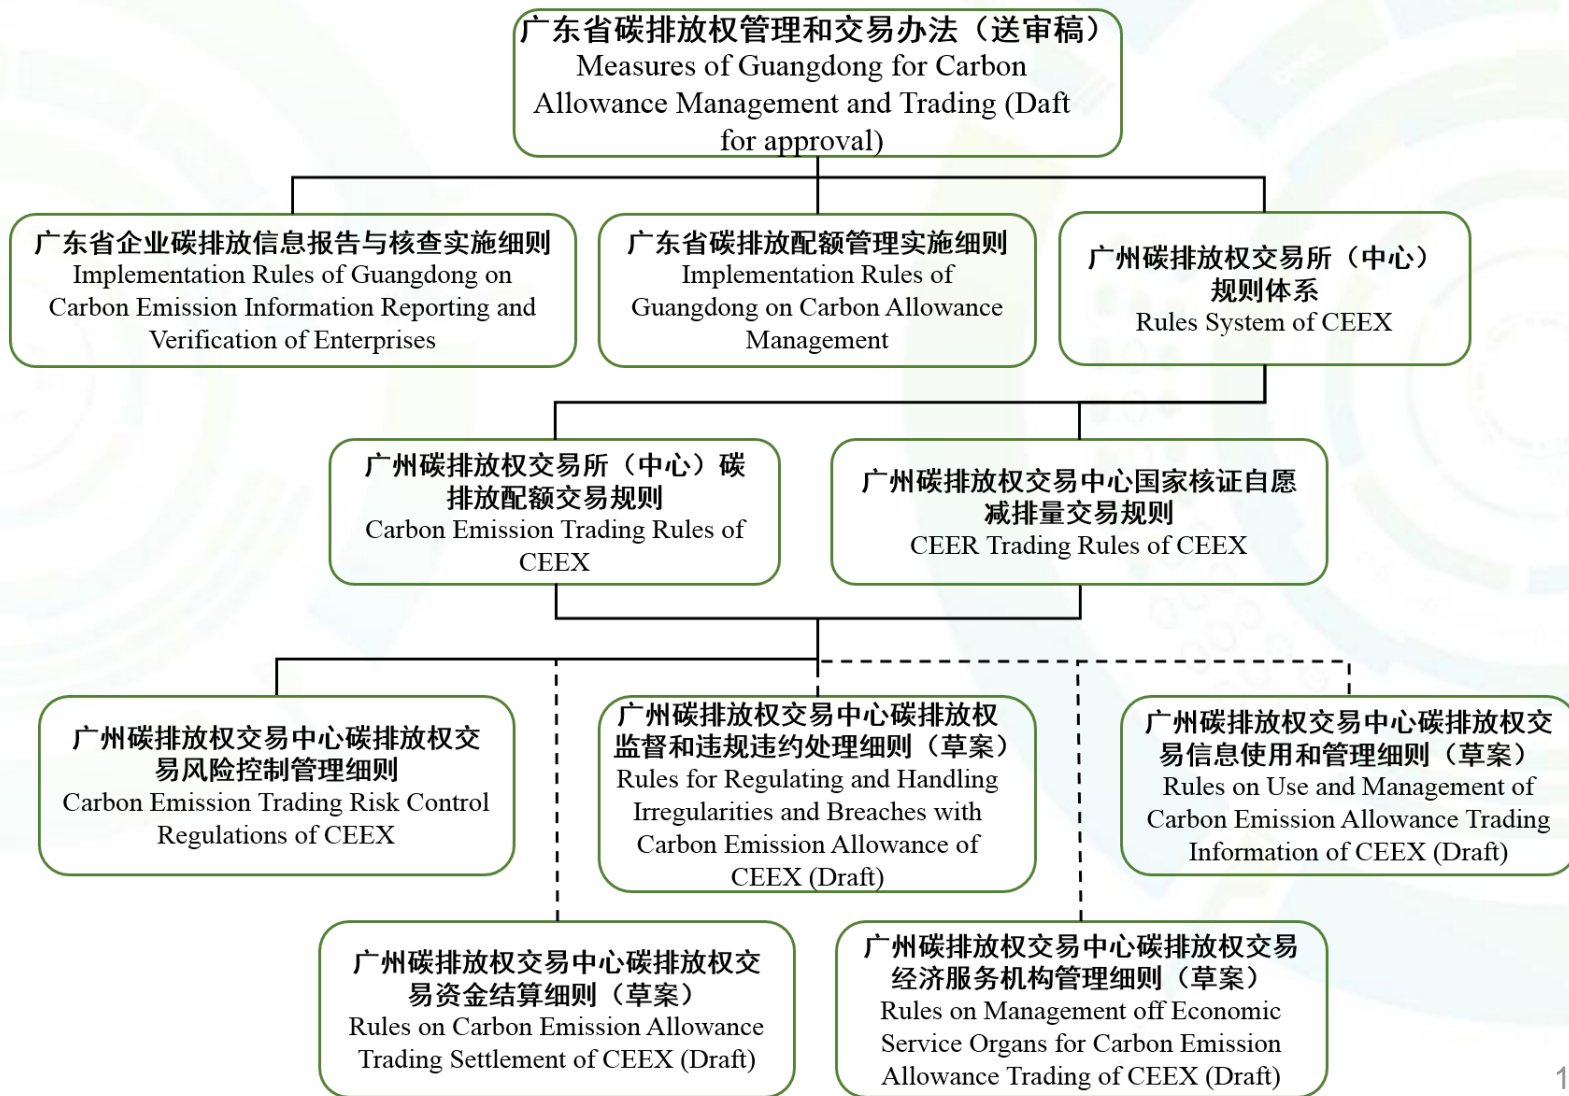 广东省碳排放权管理和交易办法（送审稿）
Measures of Guangdong for Carbon
Allowance Management and Trading (Daft
for approval)
广东省企业碳排放信息报告与核查实施细则
Implementation Rules of Guangdong on
Carbon Emission Information Reporting and
Verification of Enterprises
广东省碳排放配额管理实施细则
Implementation Rules of
Guangdong on Carbon Allowance
Management
广州碳排放权交易所（中心）
规则体系
Rules System of CEEX
广州碳排放权交易所（中心）碳
排放配额交易规则
Carbon Emission Trading Rules of
CEEX
广州碳排放权交易中心国家核证自愿
减排量交易规则
CEER Trading Rules of CEEX
广州碳排放权交易中心碳排放权交
易风险控制管理细则
Carbon Emission Trading Risk Control
Regulations of CEEX
广州碳排放权交易中心碳排放权
监督和违规违约处理细则（草案）
Rules for Regulating and Handling
Irregularities and Breaches with
Carbon Emission Allowance of
CEEX (Draft)
广州碳排放权交易中心碳排放权交
易信息使用和管理细则（草案）
Rules on Use and Management of
Carbon Emission Allowance Trading
Information of CEEX (Draft)
广州碳排放权交易中心碳排放权交
易资金结算细则（草案）
Rules on Carbon Emission Allowance
Trading Settlement of CEEX (Draft)
广州碳排放权交易中心碳排放权交易
经济服务机构管理细则（草案）
Rules on Management off Economic
Service Organs for Carbon Emission
Allowance Trading of CEEX (Draft)
1